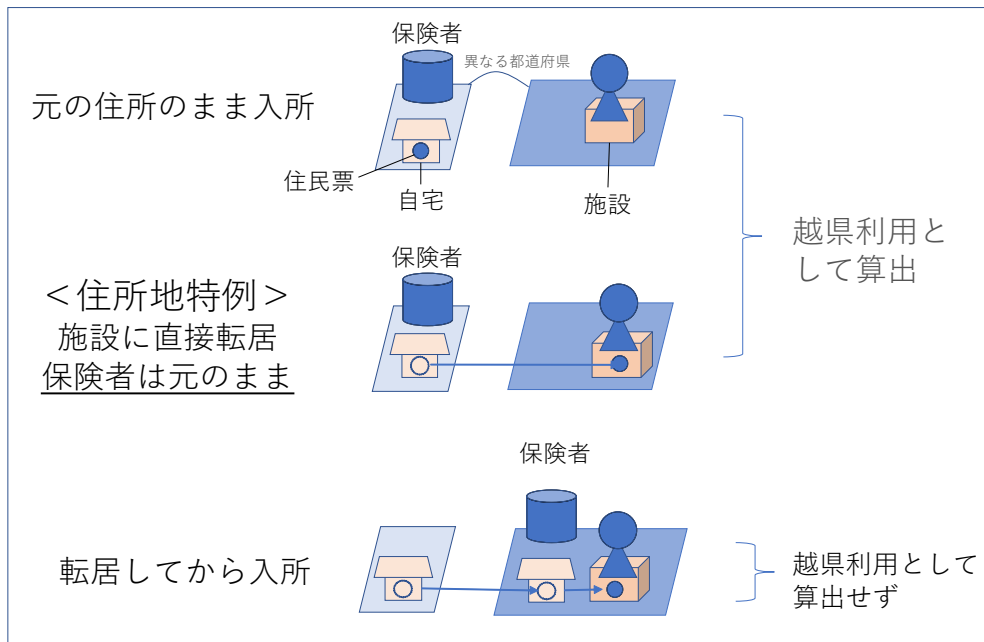 保険者
異なる都道府県
元の住所のまま入所
住民票
自宅
施設
越県利用と
して算出
保険者
＜住所地特例＞
施設に直接転居
保険者は元のまま
保険者
転居してから入所
越県利用として
算出せず